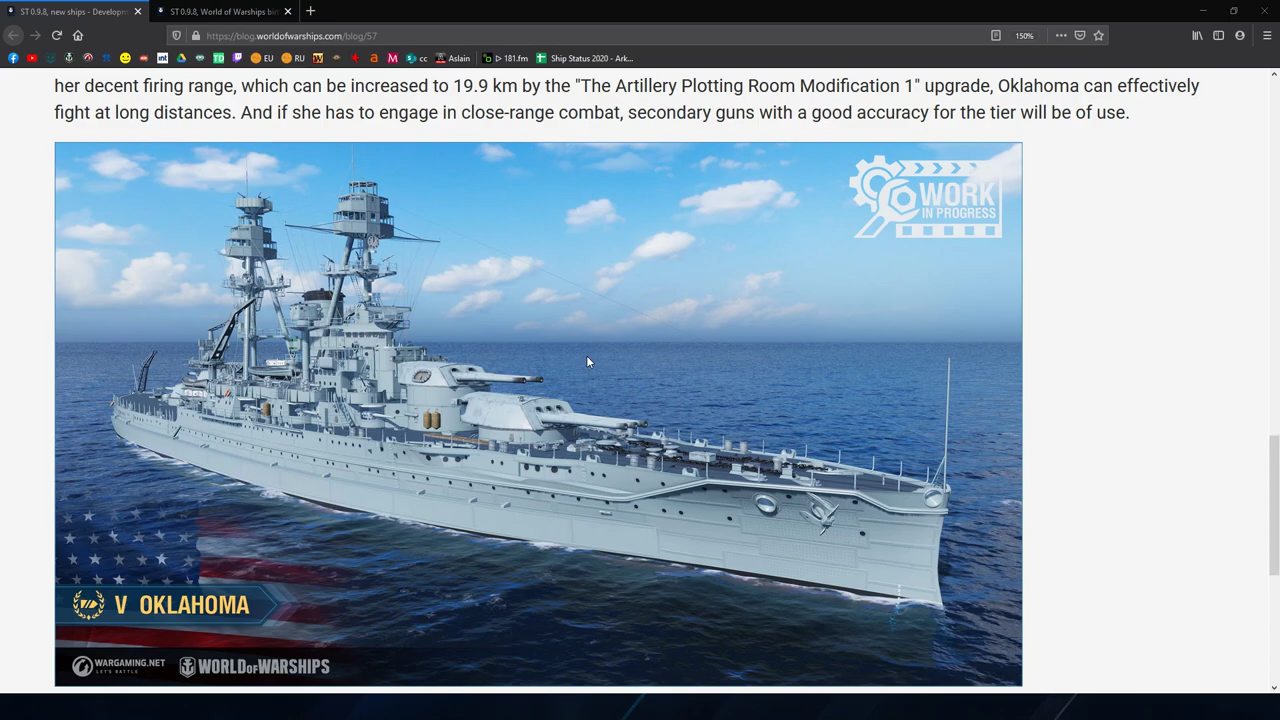 ST 0.9.8, new ships - Developm
ST 0.9.8, World of Warships bir
https://blog.worldofwarships.com/blog/57
150%
EU
RU
cc
Aslain
181.fm
Ship Status 2020 - Ark...
her decent firing range, which can be increased to 19.9 km by the "The Artillery Plotting Room Modification 1" upgrade, Oklahoma can effectively
fight at long distances. And if she has to engage in close-range combat, secondary guns with a good accuracy for the tier will be of use.
WORK
IN PROGRESS
V OKLAHOMA
WARGAMING.NET
LET'S BATTLE
WORLD OF WARSHIPS